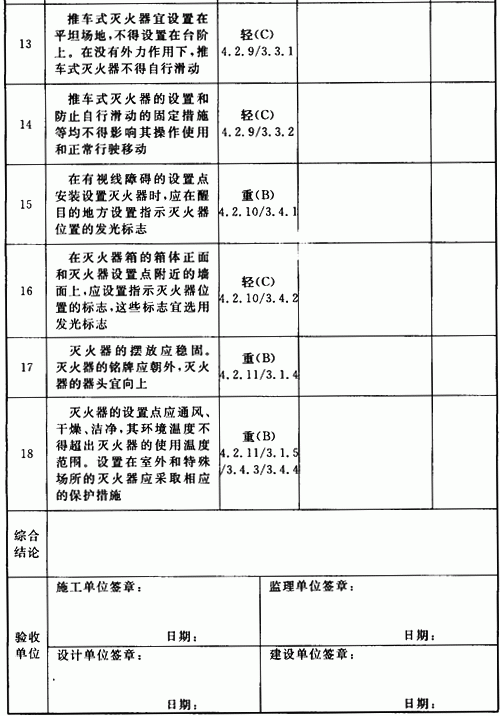 13
推车式灭火器宜设置在
平坦场地,不得设置在台阶
上。在没有外力作用下,推
车式灭火器不得自行滑动
轻(C)
4.2.9/3.3.1
14
推车式灭火器的设置和
防止自行滑动的固定措施
等均不得影响其操作使用
和正常行驶移动
轻(C)
4.2.9/3.3.2
15
在有视线障碍的设置点
安装设置灭火器时,应在醒
目的地方设置指示灭火器
位置的发光标志
重(B)
4.2.10/3.4.1
16
在灭火器箱的箱体正面
和灭火器设置点附近的墙
面上,应设置指示灭火器位
置的标志,这些标志宜选用
发光标志
轻(C)
4.2.10/3.4.2
17
灭火器的摆放应稳固。
灭火器的铭牌应朝外,灭火
器的器头宜向上
重(B)
4.2.11/3.1.4
18
灭火器的设置点应通风、
干燥、洁净,其环境温度不
得超出灭火器的使用温度
范围。设置在室外和特殊
场所的灭火器应采取相应
的保护措施
重(B)
4.2.11/3.1.5
/3.4.3/3.4.4
综合
结论
验收
单位
施工单位签章:
日期:
监理单位签章:
日期:
设计单位签章:
日期:
建设单位签章:
日期: